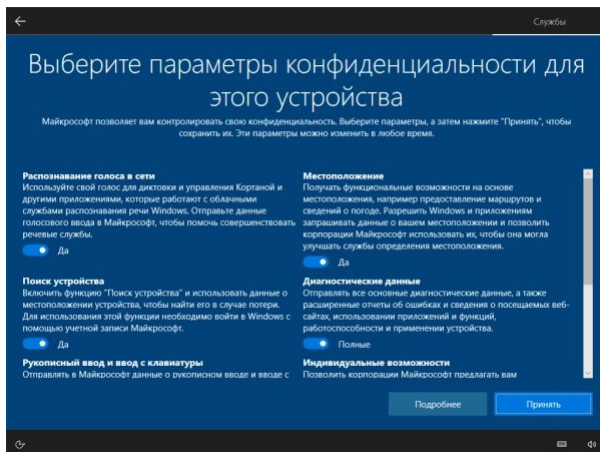 Службы
Выберите параметры конфиденциальности для
этого устройства
Майкрософт позволяет вам контролировать свою конфиденциальность. Выберите параметры, а затем нажмите "Принять", чтобы
сохранить их. Эти параметры можно изменить в любое время.
Распознавание голоса в сети
Используйте свой голос для диктовки и управления Кортаной и
другими приложениями, которые работают с облачными
службами распознавания речи Windows. Отправьте данные
голосового ввода в Майкрософт, чтобы помочь совершенствовать
речевые службы.
Да
Местоположение
Получать функциональные возможности на основе
местоположения, например предоставление маршрутов и
сведений о погоде. Разрешить Windows и приложениям
запрашивать данные о вашем местоположении и позволить
корпорации Майкрософт использовать их, чтобы она могла
улучшать службы определения местоположения.
Да
Поиск устройства
Включить функцию "Поиск устройства" и использовать данные о
местоположении устройства, чтобы найти его в случае потери.
Для использования этой функции необходимо войти в Windows с
помощью учетной записи Майкрософт.
Да
Диагностические данные
Отправлять все основные диагностические данные, а также
расширенные отчеты об ошибках и сведения о посещаемых веб-
сайтах, использовании приложений и функций,
работоспособности и применении устройства.
Полные
Рукописный ввод и ввод с клавиатуры
Отправлять в Майкрософт данные о рукописном вводе и вводе с
Индивидуальные возможности
Позволить корпорации Майкрософт предлагать вам
Подробнее
Принять